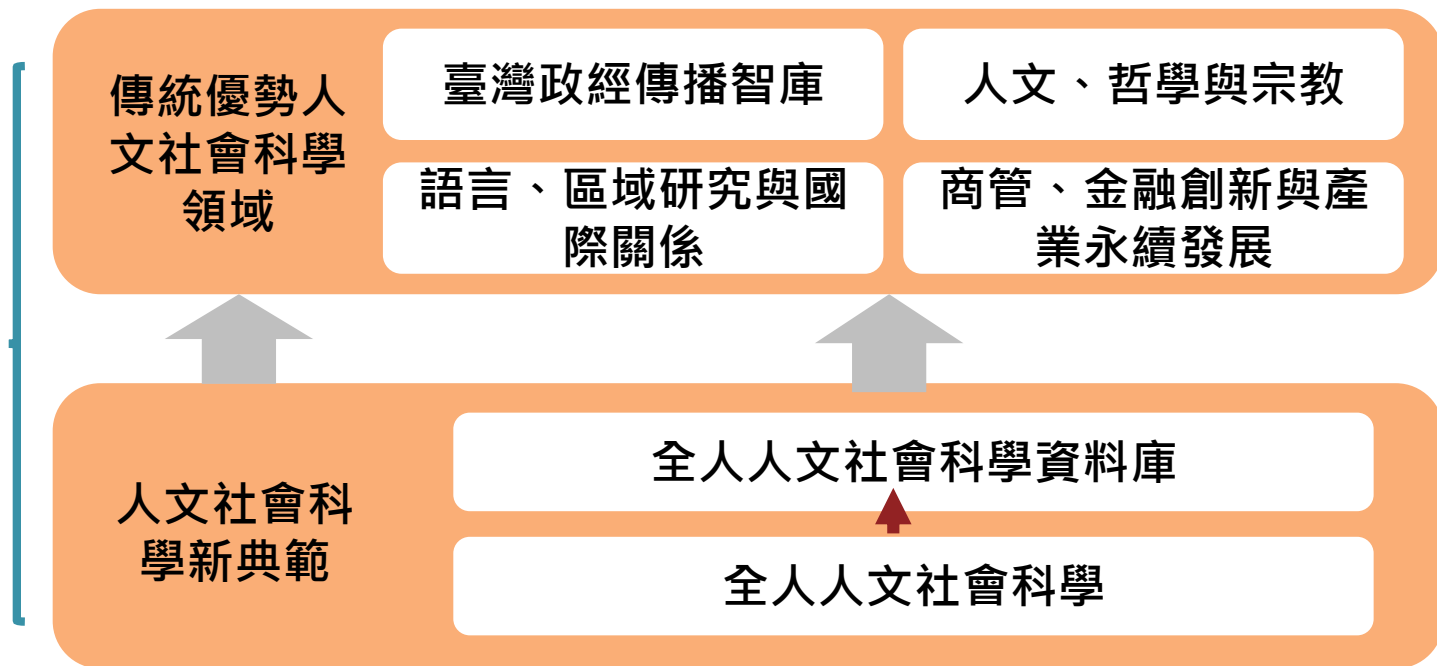 傳統優勢人
文社會科學
領域
臺灣政經傳播智庫
人文、哲學與宗教
語言、區域研究與國
際關係
商管、金融創新與產
業永續發展
人文社會科
學新典範
全人人文社會科學資料庫
全人人文社會科學